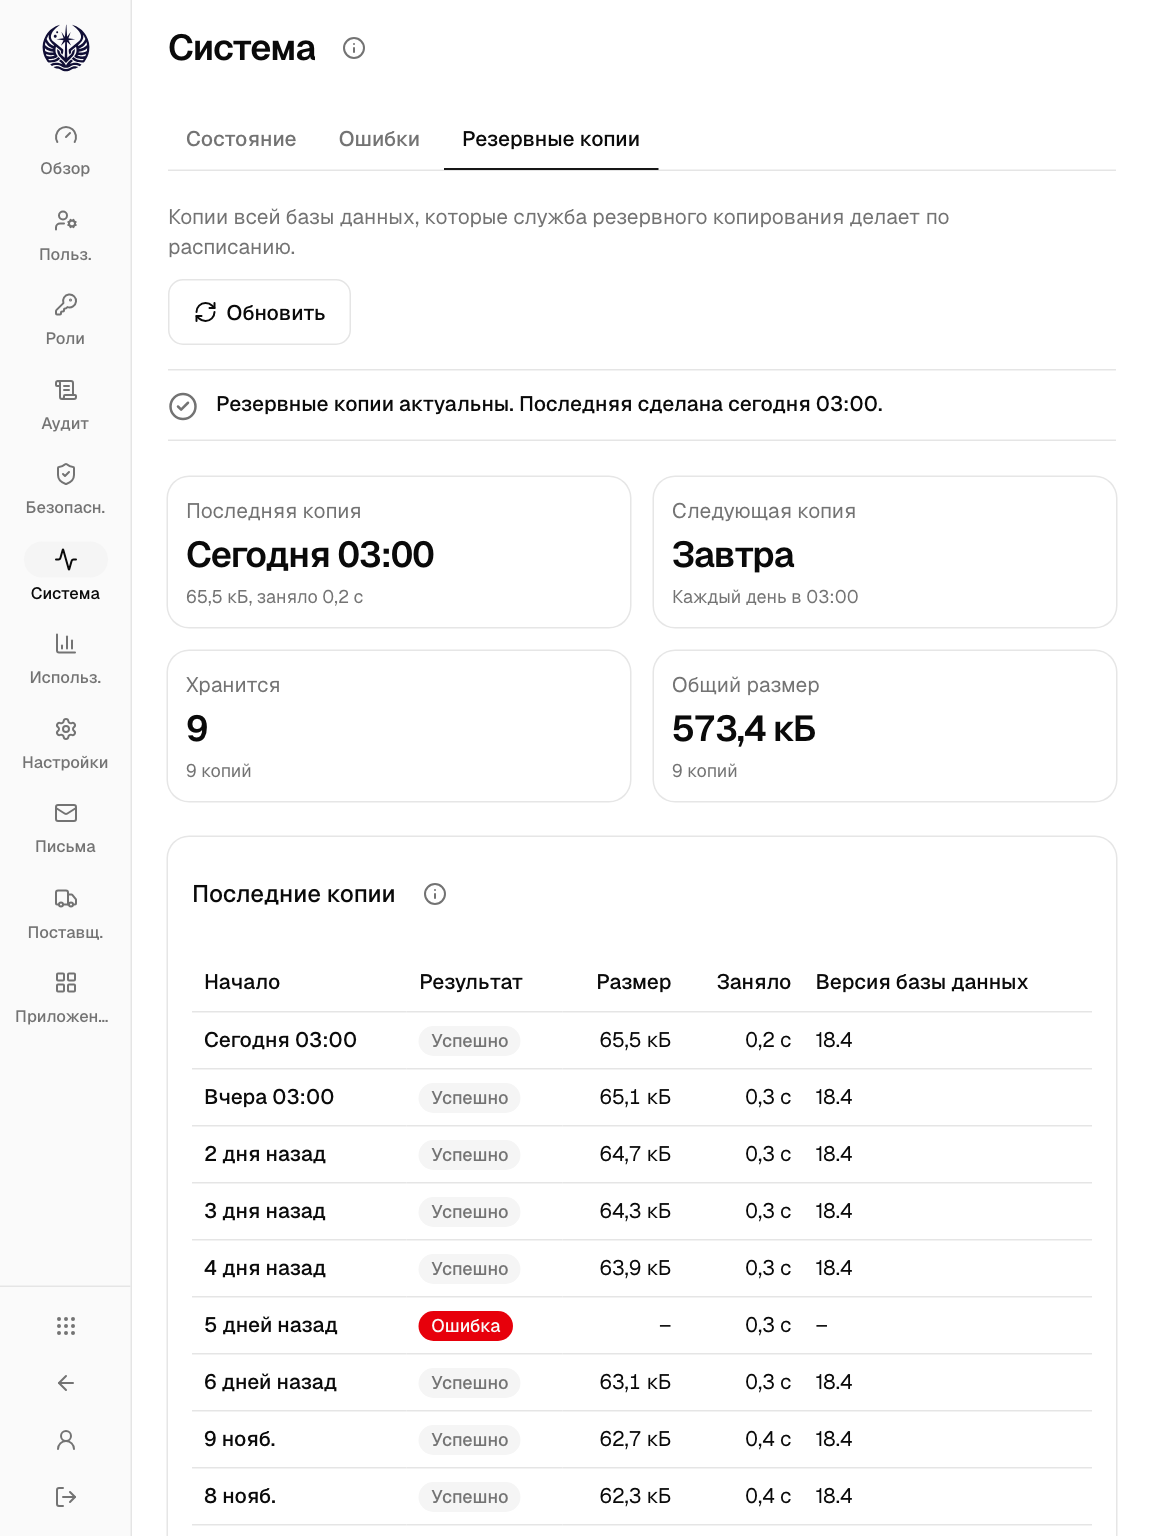 Система
Обзор
Польз.
Роли
Аудит
Безопасн.
Система
Использ.
Настройки
Письма
Поставщ.
Приложен...
Состояние Ошибки Резервные копии
Копии всей базы данных, которые служба резервного копирования делает по
расписанию.
Обновить
Резервные копии актуальны. Последняя сделана сегодня 03:00.
Последняя копия
Сегодня 03:00
65,5 кБ, заняло 0,2 с
Следующая копия
Завтра
Каждый день в 03:00
Хранится
9
9 копий
Общий размер
573,4 кБ
9 копий
Последние копии
Начало Результат Размер Заняло Версия базы данных
Сегодня 03:00 Успешно 65,5 кБ 0,2 с 18.4
Вчера 03:00 Успешно 65,1 кБ 0,3 с 18.4
2 дня назад Успешно 64,7 кБ 0,3 с 18.4
3 дня назад Успешно 64,3 кБ 0,3 с 18.4
4 дня назад Успешно 63,9 кБ 0,3 с 18.4
5 дней назад Ошибка – 0,3 с –
6 дней назад Успешно 63,1 кБ 0,3 с 18.4
9 нояб. Успешно 62,7 кБ 0,4 с 18.4
8 нояб. Успешно 62,3 кБ 0,4 с 18.4